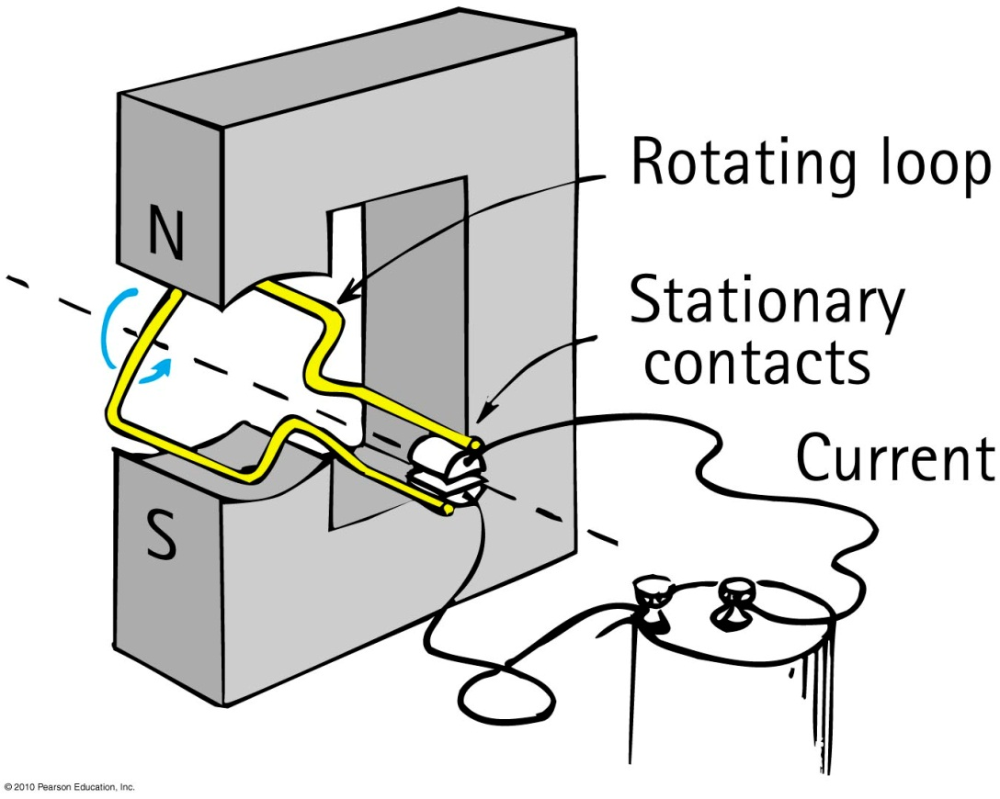 N
Rotating loop
Stationary
contacts
Current
S
© 2010 Pearson Education, Inc.